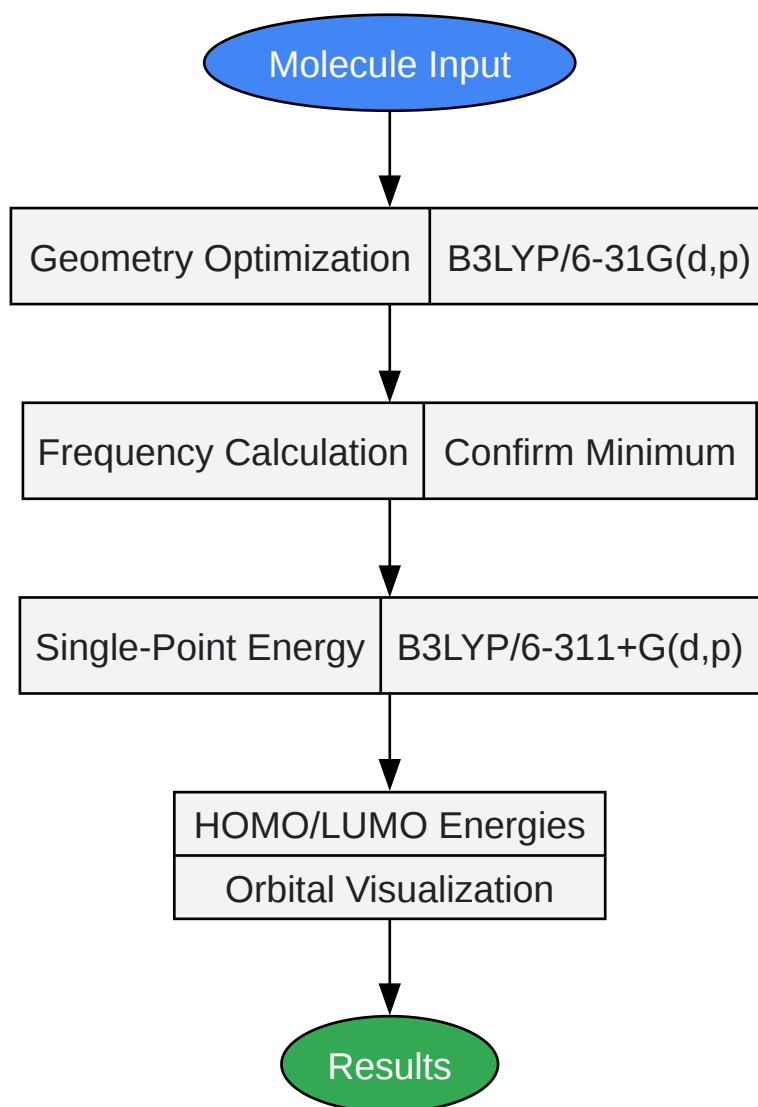 Molecule Input
Geometry Optimization B3LYP/6-31G(d,p)
Frequency Calculation Confirm Minimum
Single-Point Energy B3LYP/6-311+G(d,p)
HOMO/LUMO Energies
Orbital Visualization
Results